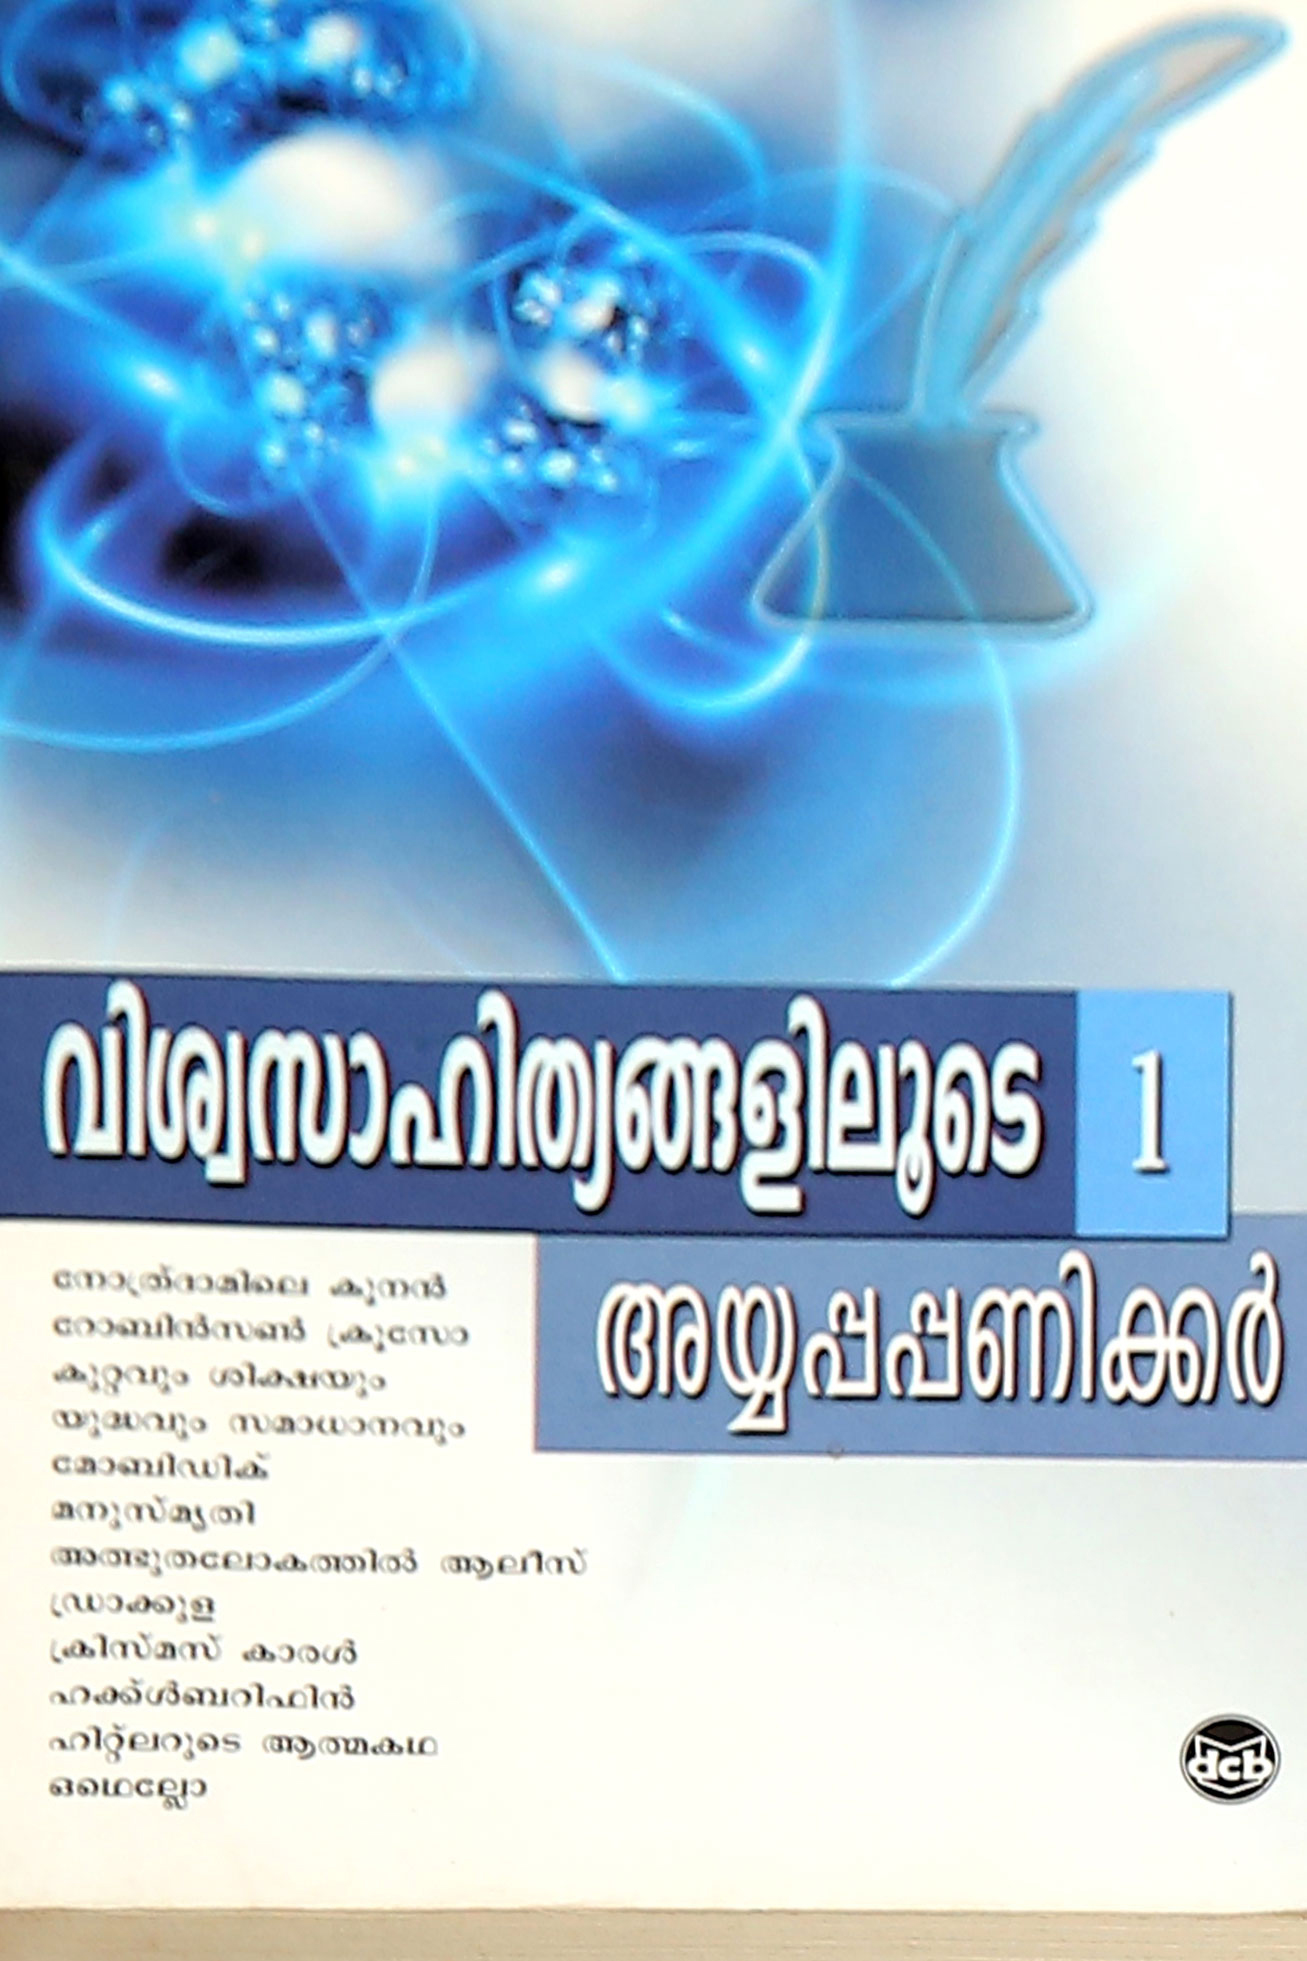 വിശ്വസാഹിത്യങ്ങളിലൂടെ 1
അയ്യപ്പപ്പണിക്കർ
നോത്ര്ദാമിലെ കൂനൻ
റോബിൻസൺ ക്രൂസോ
കുറ്റവും ശിക്ഷയും
യുദ്ധവും സമാധാനവും
മോബിഡിക്
മനുസ്മൃതി
അത്ഭുതലോകത്തിൽ ആലീസ്
ഡ്രാക്കുള
ക്രിസ്മസ് കാരൾ
ഹക്ക്ൾബറിഫിൻ
ഹിറ്റ്ലറുടെ ആത്മകഥ
ഒഥെല്ലോ
dcb